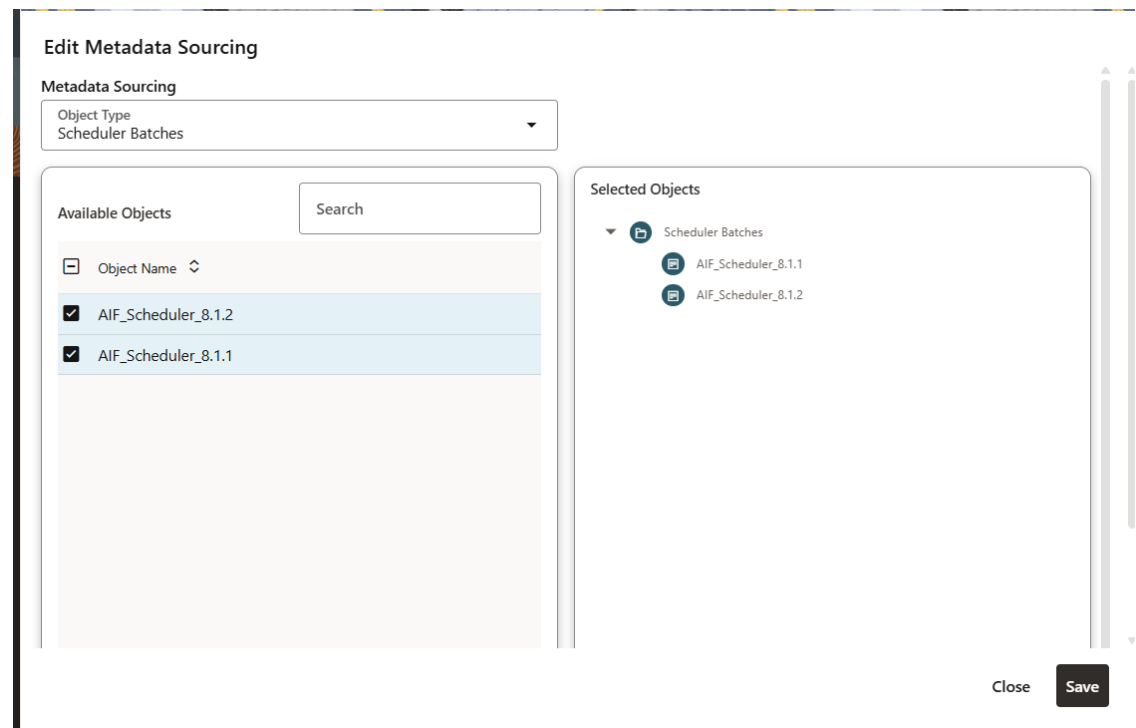 Edit Metadata Sourcing
Metadata Sourcing
Object Type
Scheduler Batches
Available Objects
Search
Object Name
AIF_Scheduler_8.1.2
AIF_Scheduler_8.1.1
Selected Objects
Scheduler Batches
AIF_Scheduler_8.1.1
AIF_Scheduler_8.1.2
Close
Save